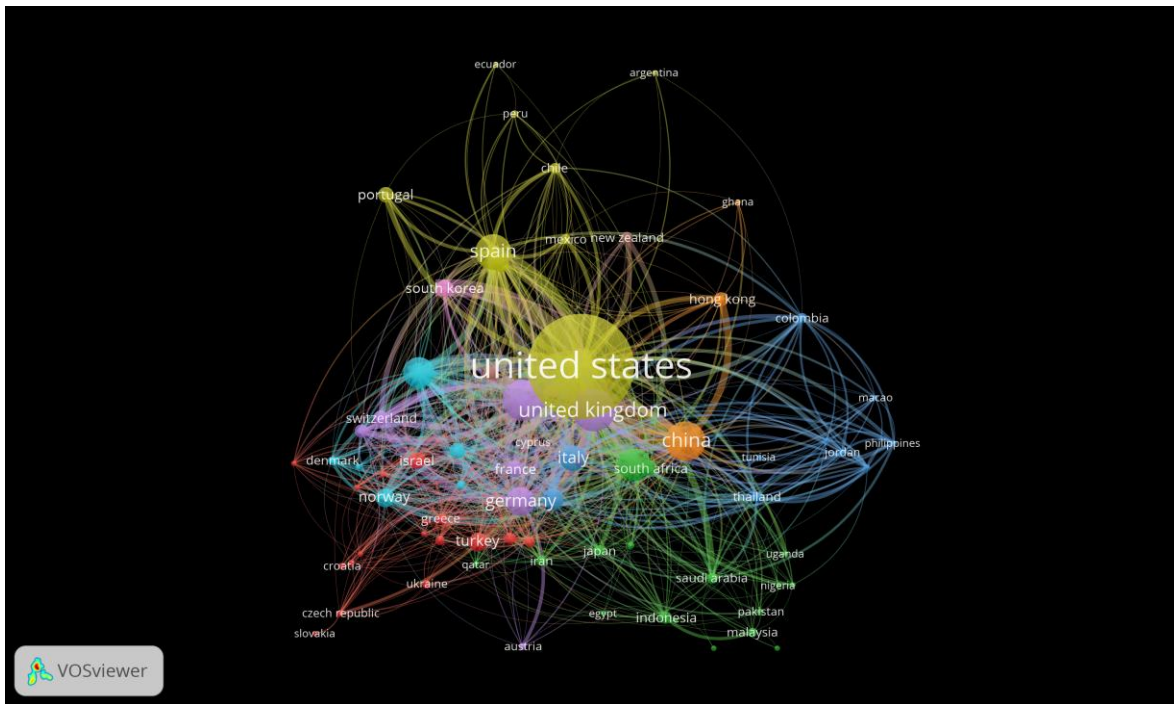 ecuador
argentina
peru
chile
portugal
ghana
spain
mexico
new zealand
south korea
hong kong
colombia
united states
macao
united kingdom
switzerland
cyprus
china
philippines
jordan
denmark
israel
france
italy
south africa
tunisia
norway
germany
thailand
greece
turkey
japan
qatar
iran
uganda
croatia
ukraine
saudi arabia
nigeria
czech republic
egypt
indonesia
pakistan
slovakia
malaysia
austria
VOSviewer